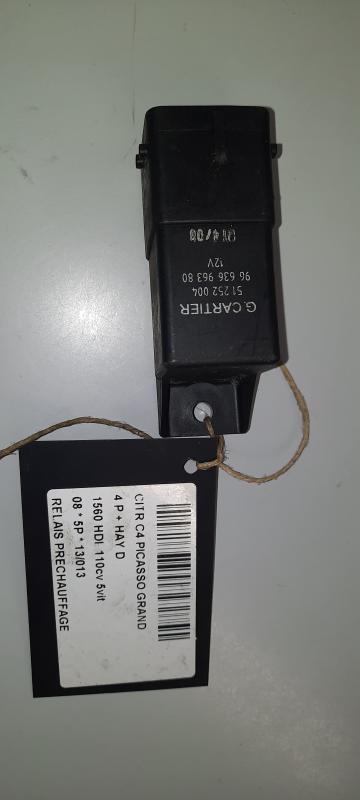 G.CARTIER
51 252 004
96 636 963 80
12V
CITR C4 PICASSO GRAND
4 P + HAY D
1560 HDI 110cv 5vit
08 * 5P * 13/013
RELAIS PRECHAUFFAGE